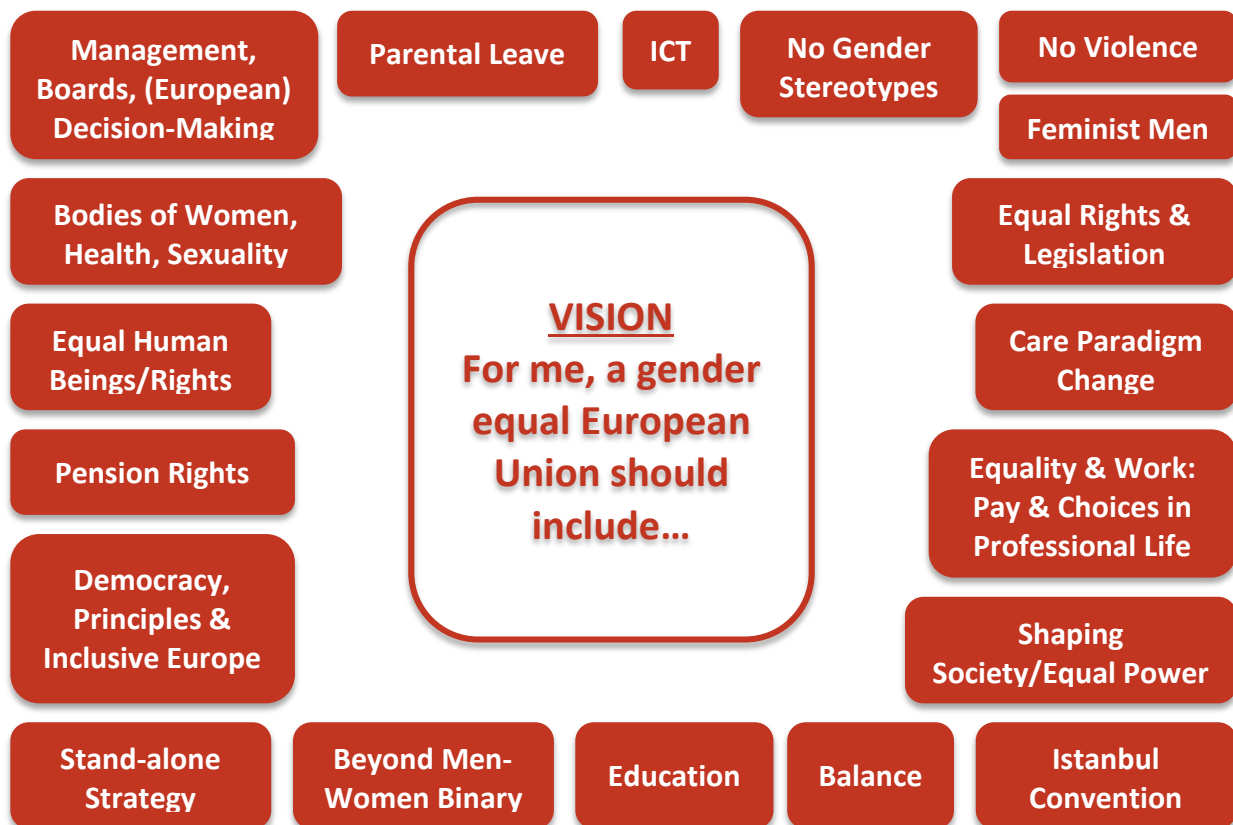 Management,
Boards, (European)
Decision-Making
Parental Leave
ICT
No Gender
Stereotypes
No Violence
Feminist Men
Bodies of Women,
Health, Sexuality
Equal Rights &
Legislation
VISION
For me, a gender
equal European
Union should
include…
Equal Human
Beings/Rights
Care Paradigm
Change
Pension Rights
Equality & Work:
Pay & Choices in
Professional Life
Democracy,
Principles &
Inclusive Europe
Shaping
Society/Equal Power
Stand-alone
Strategy
Beyond Men-
Women Binary
Education
Balance
Istanbul
Convention